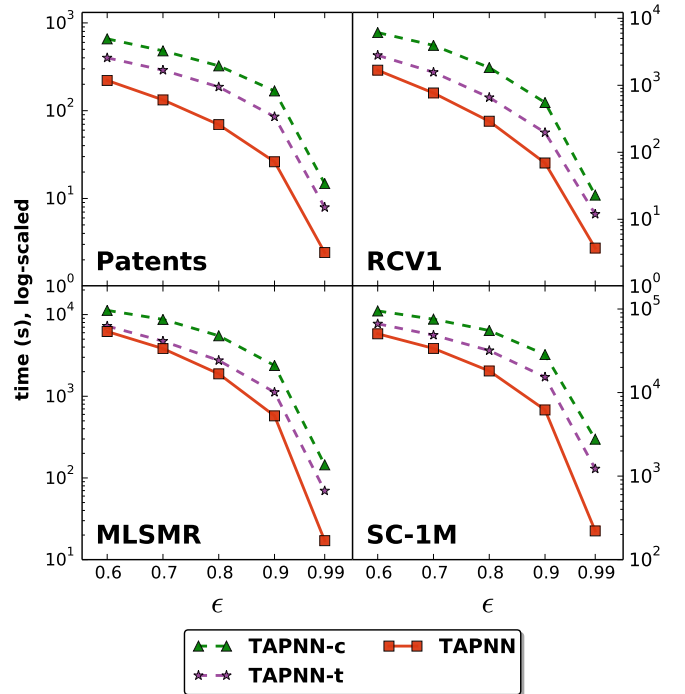 time (s), log-scaled
10³
10²
10¹
10⁰
Patents
10⁴
10³
10²
10¹
10⁰
RCV1
10⁴
10³
10²
10¹
MLSMR
10⁵
10⁴
10³
10²
SC-1M
0.6 0.7 0.8 0.9 0.99
0.6 0.7 0.8 0.9 0.99
ϵ ϵ
TAPNN-c TAPNN
TAPNN-t